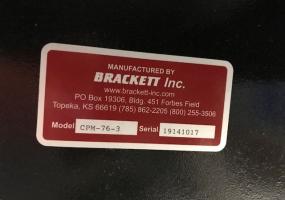 MANUFACTURED BY
BRACKETT Inc.
www.brackett-inc.com
PO Box 19306, Bldg. 451 Forbes Field
Topeka, KS 66619 (785) 862-2205 (800) 255-3506
Model CPM-76-3 Serial 19141017